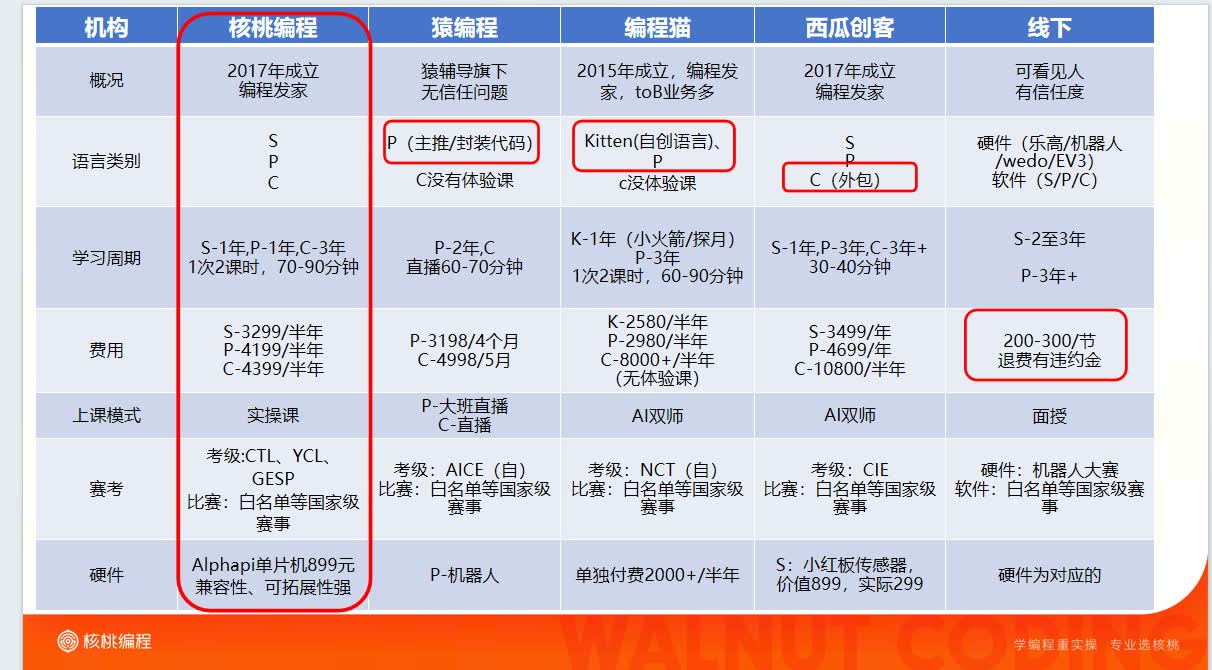 机构
核桃编程
猿编程
编程猫
西瓜创客
线下
概况
2017年成立
编程发家
猿辅导旗下
无信任问题
2015年成立，编程发
家，toB业务多
2017年成立
编程发家
可看见人
有信任度
语言类别
S
P
C
P（主推/封装代码）
C没有体验课
Kitten(自创语言)、
P
c没体验课
S
P
C（外包）
硬件（乐高/机器人
/wedo/EV3）
软件（S/P/C）
学习周期
S-1年,P-1年,C-3年
1次2课时，70-90分钟
P-2年,C
直播60-70分钟
K-1年（小火箭/探月）
P-3年
1次2课时，60-90分钟
S-1年,P-3年,C-3年+
30-40分钟
S-2至3年
P-3年+
费用
S-3299/半年
P-4199/半年
C-4399/半年
P-3198/4个月
C-4998/5月
K-2580/半年
P-2980/半年
C-8000+/半年
（无体验课）
S-3499/年
P-4699/年
C-10800/半年
200-300/节
退费有违约金
上课模式
实操课
P-大班直播
C-直播
AI双师
AI双师
面授
赛考
考级:CTL、YCL、
GESP
比赛：白名单等国家级
赛事
考级：AICE（自）
比赛：白名单等国家级
赛事
考级：NCT（自）
比赛：白名单等国家级
赛事
考级：CIE
比赛：白名单等国家级
赛事
硬件：机器人大赛
软件：白名单等国家级赛
事
硬件
Alphapi单片机899元
兼容性、可拓展性强
P-机器人
单独付费2000+/半年
S：小红板传感器，
价值899，实际299
硬件为对应的
核桃编程
WALNUT CODING
学编程重实操 专业选核桃